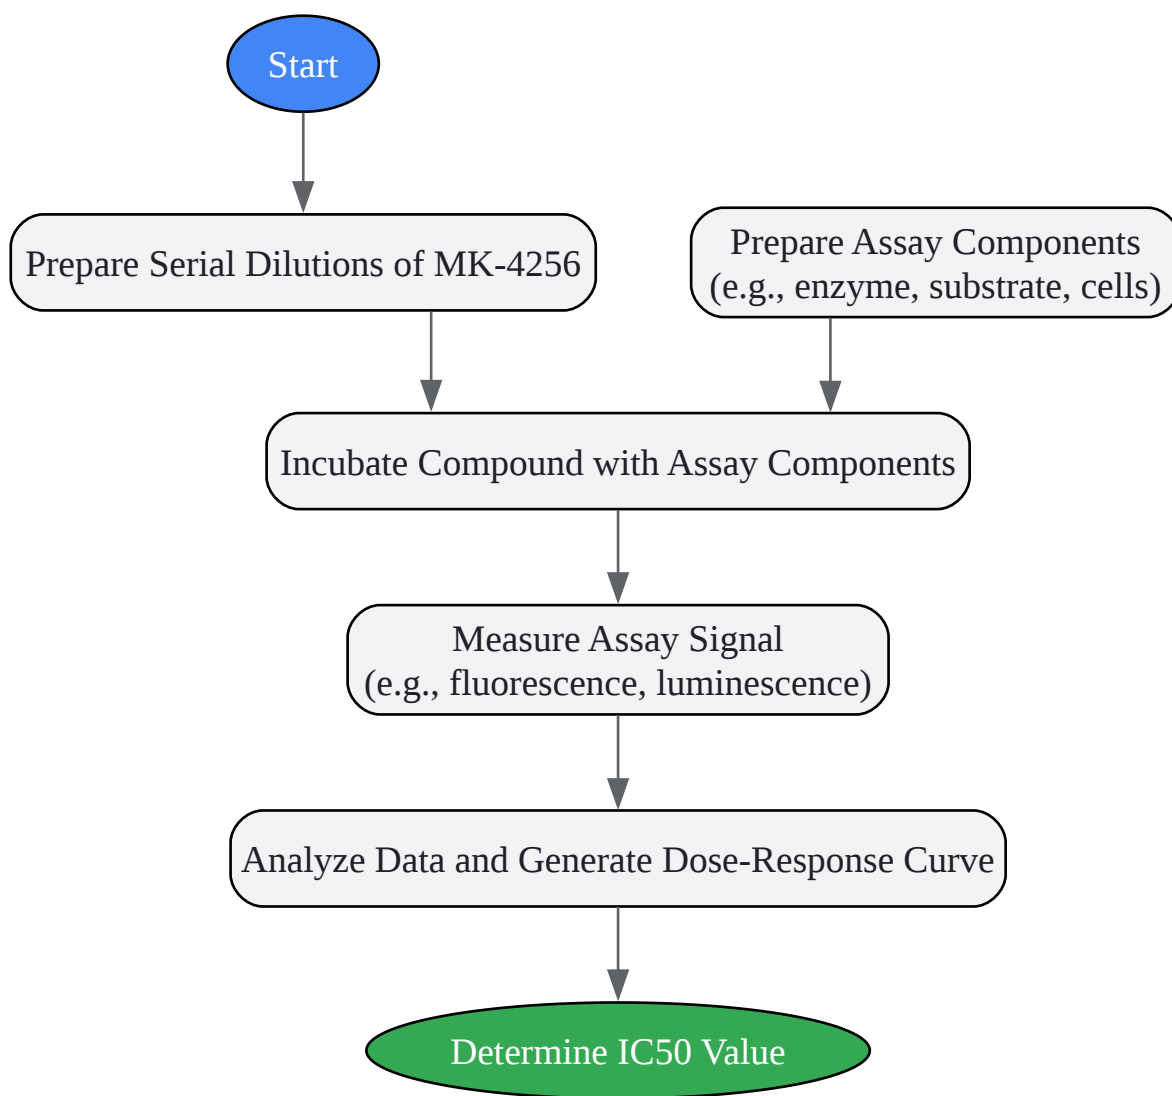 Start
Prepare Serial Dilutions of MK-4256
Prepare Assay Components
(e.g., enzyme, substrate, cells)
Incubate Compound with Assay Components
Measure Assay Signal
(e.g., fluorescence, luminescence)
Analyze Data and Generate Dose-Response Curve
Determine IC50 Value